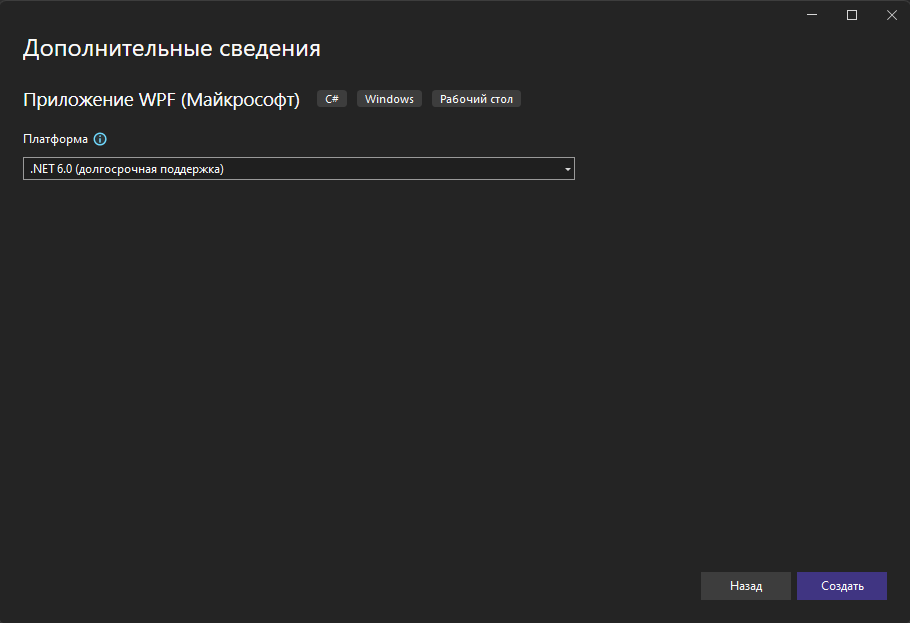 Дополнительные сведения
Приложение WPF (Майкрософт) C# Windows Рабочий стол
Платформа
.NET 6.0 (долгосрочная поддержка)
Назад Создать